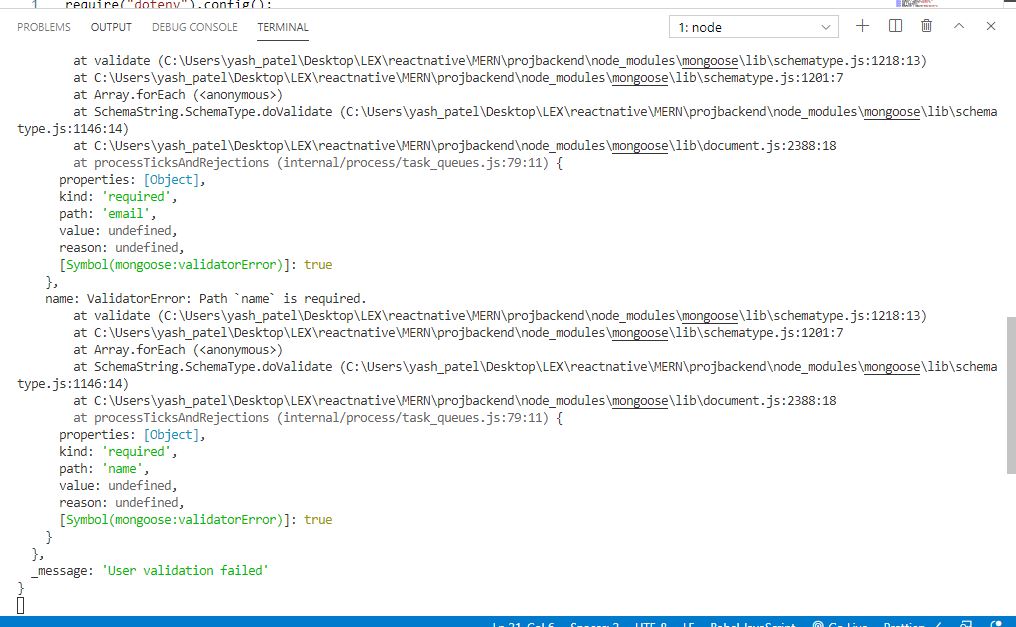 1 require("dotenv").config();
PROBLEMS OUTPUT DEBUG CONSOLE TERMINAL 1: node
at validate (C:\Users\yash_patel\Desktop\LEX\reactnative\MERN\projbackend\node_modules\mongoose\lib\schematype.js:1218:13)
at C:\Users\yash_patel\Desktop\LEX\reactnative\MERN\projbackend\node_modules\mongoose\lib\schematype.js:1201:7
at Array.forEach (<anonymous>)
at SchemaString.SchemaType.doValidate (C:\Users\yash_patel\Desktop\LEX\reactnative\MERN\projbackend\node_modules\mongoose\lib\schema
type.js:1146:14)
at C:\Users\yash_patel\Desktop\LEX\reactnative\MERN\projbackend\node_modules\mongoose\lib\document.js:2388:18
at processTicksAndRejections (internal/process/task_queues.js:79:11) {
properties: [Object],
kind: 'required',
path: 'email',
value: undefined,
reason: undefined,
[Symbol(mongoose:validatorError)]: true
},
name: ValidatorError: Path `name` is required.
at validate (C:\Users\yash_patel\Desktop\LEX\reactnative\MERN\projbackend\node_modules\mongoose\lib\schematype.js:1218:13)
at C:\Users\yash_patel\Desktop\LEX\reactnative\MERN\projbackend\node_modules\mongoose\lib\schematype.js:1201:7
at Array.forEach (<anonymous>)
at SchemaString.SchemaType.doValidate (C:\Users\yash_patel\Desktop\LEX\reactnative\MERN\projbackend\node_modules\mongoose\lib\schema
type.js:1146:14)
at C:\Users\yash_patel\Desktop\LEX\reactnative\MERN\projbackend\node_modules\mongoose\lib\document.js:2388:18
at processTicksAndRejections (internal/process/task_queues.js:79:11) {
properties: [Object],
kind: 'required',
path: 'name',
value: undefined,
reason: undefined,
[Symbol(mongoose:validatorError)]: true
}
},
_message: 'User validation failed'
}
Ln 21, Col 6 Spaces: 2 UTF-8 LF Babel JavaScript Go Live Prettier